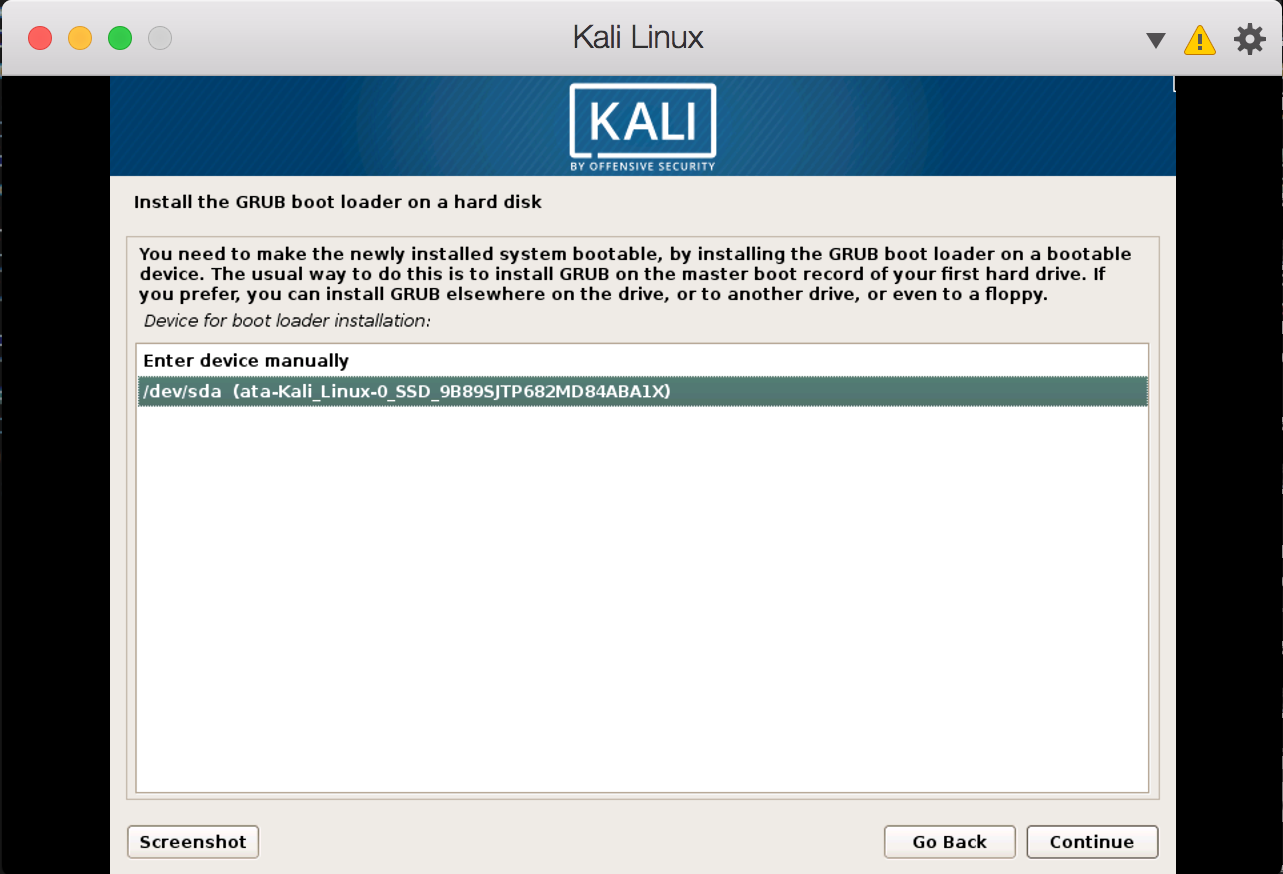 Kali Linux
KALI
BY OFFENSIVE SECURITY
Install the GRUB boot loader on a hard disk
You need to make the newly installed system bootable, by installing the GRUB boot loader on a bootable
device. The usual way to do this is to install GRUB on the master boot record of your first hard drive. If
you prefer, you can install GRUB elsewhere on the drive, or to another drive, or even to a floppy.
Device for boot loader installation:
Enter device manually
/dev/sda (ata-Kali_Linux-0_SSD_9B89SJTP682MD84ABA1X)
Screenshot
Go Back
Continue